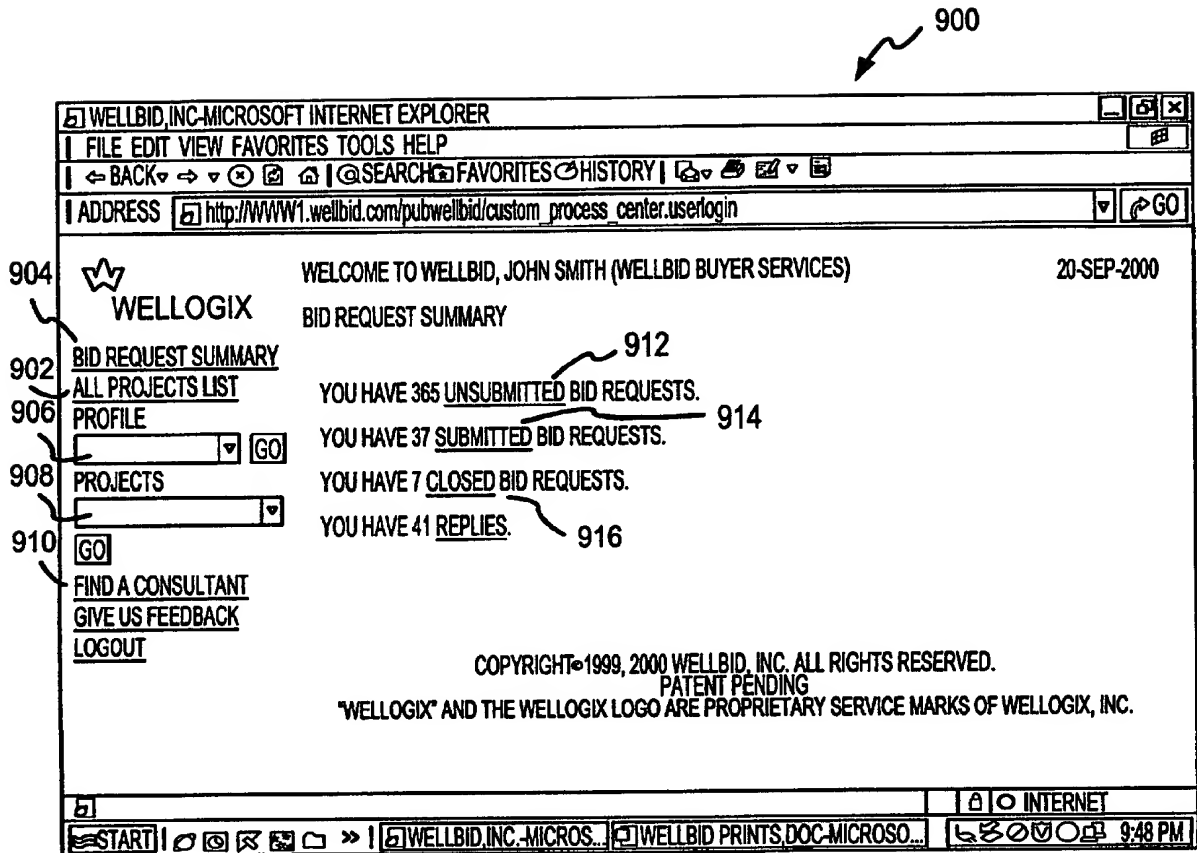 900
WELLBID,INC-MICROSOFT INTERNET EXPLORER
FILE EDIT VIEW FAVORITES TOOLS HELP
BACK SEARCH FAVORITES HISTORY
ADDRESS http://WWW1.wellbid.com/pubwellbid/custom_process_center.userlogin GO
904
WELLOGIX
WELCOME TO WELLBID, JOHN SMITH (WELLBID BUYER SERVICES) 20-SEP-2000
BID REQUEST SUMMARY
BID REQUEST SUMMARY
902
ALL PROJECTS LIST
906
PROFILE
GO
908
PROJECTS
910
GO
FIND A CONSULTANT
GIVE US FEEDBACK
LOGOUT
912
YOU HAVE 365 UNSUBMITTED BID REQUESTS.
914
YOU HAVE 37 SUBMITTED BID REQUESTS.
YOU HAVE 7 CLOSED BID REQUESTS.
916
YOU HAVE 41 REPLIES.
COPYRIGHT©1999, 2000 WELLBID, INC. ALL RIGHTS RESERVED.
PATENT PENDING
"WELLOGIX" AND THE WELLOGIX LOGO ARE PROPRIETARY SERVICE MARKS OF WELLOGIX, INC.
INTERNET
START WELLBID,INC.-MICROS... WELLBID PRINTS,DOC-MICROSO... 9:48 PM